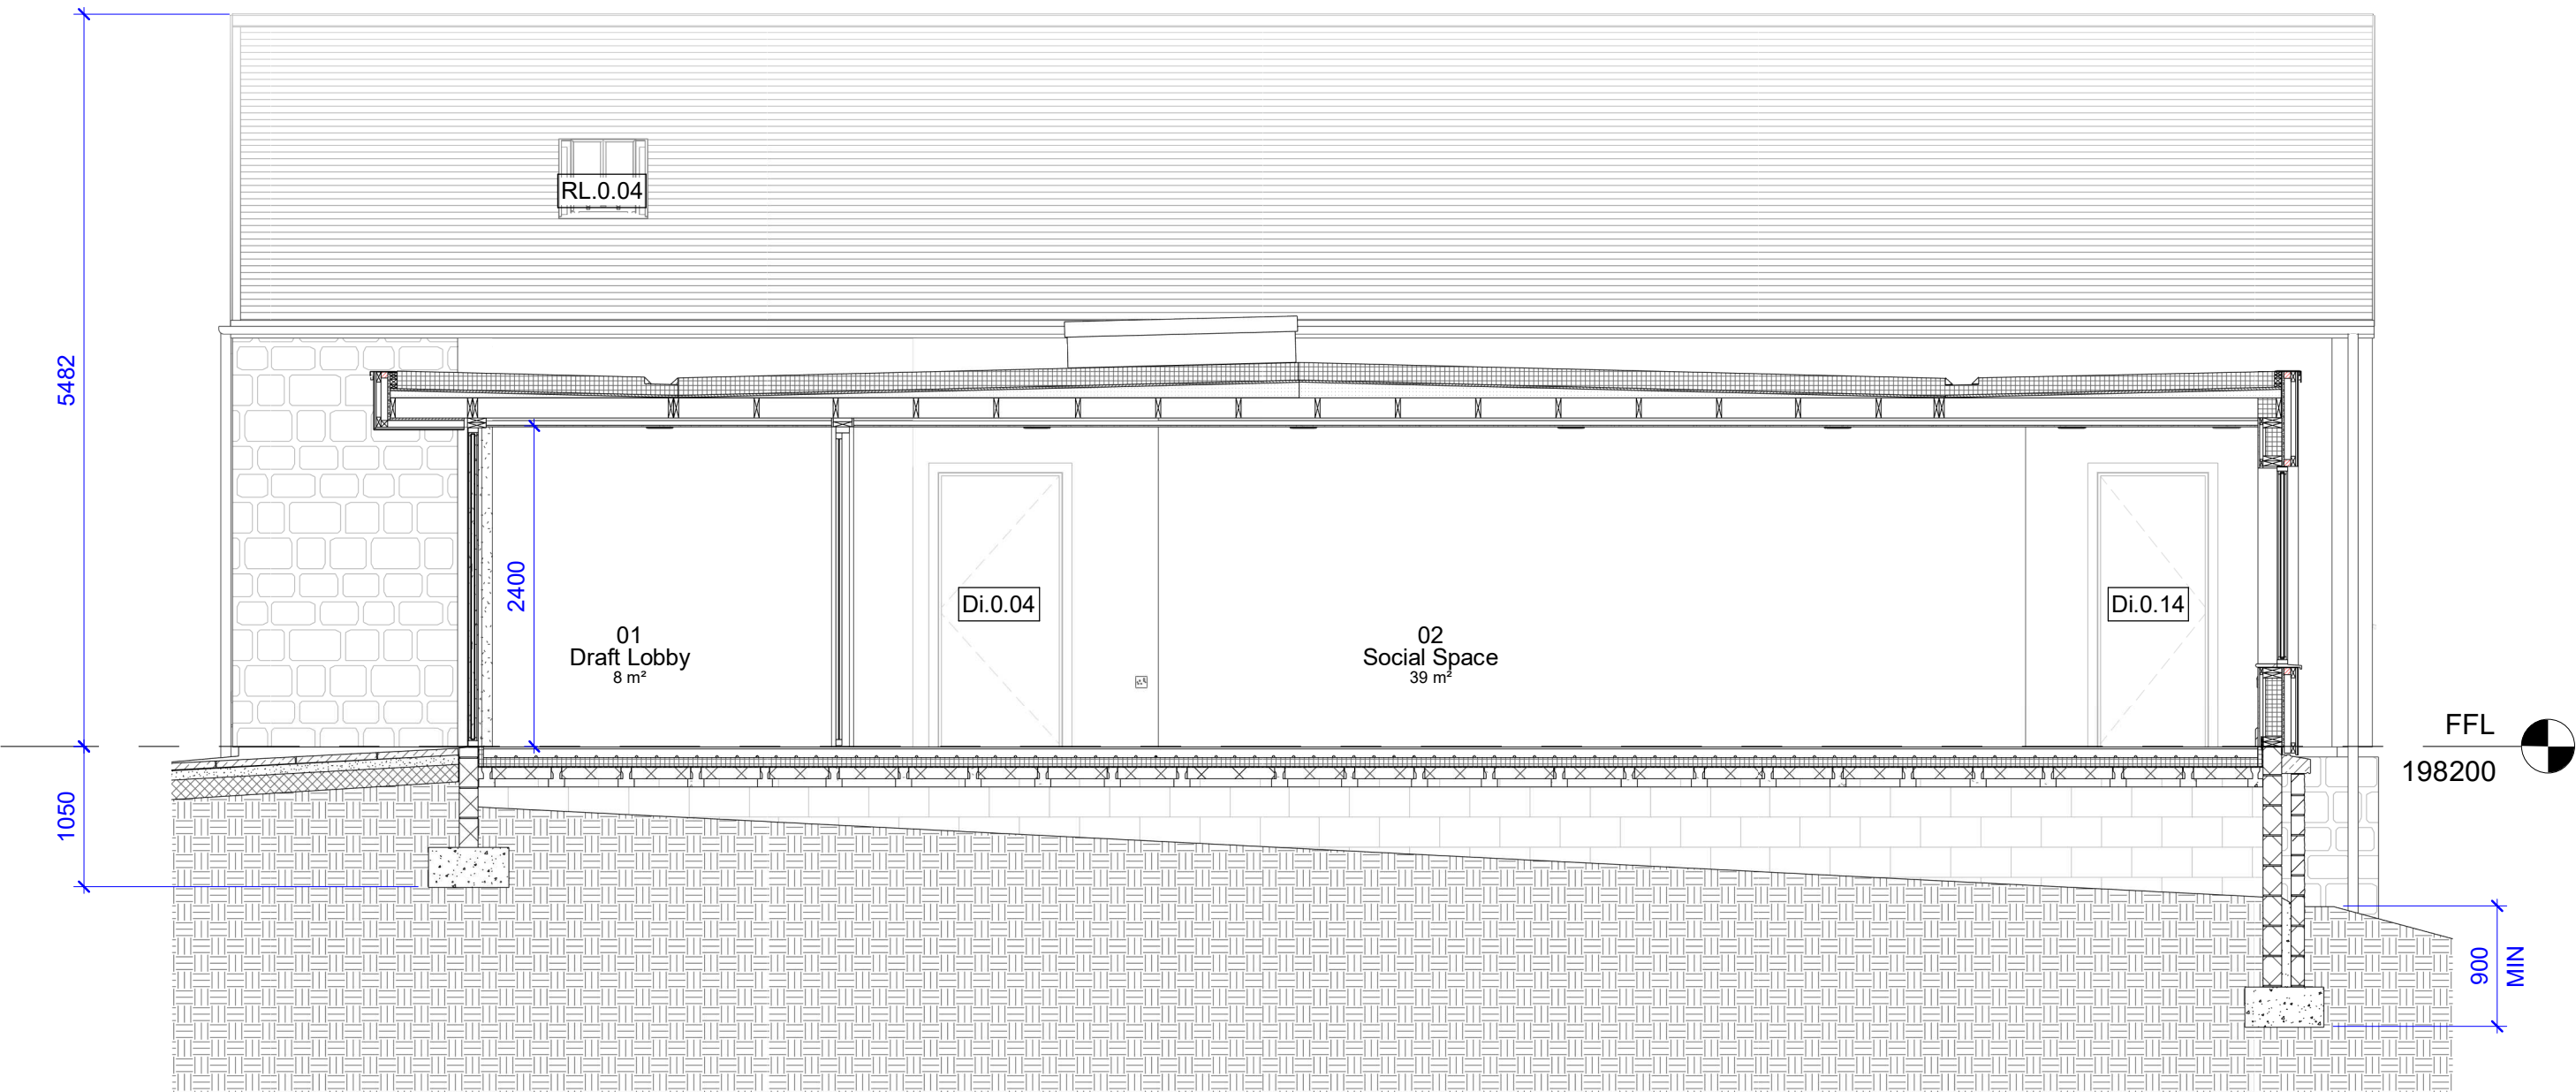 RL.0.04
5482
2400
Di.0.04
Di.0.14
01
Draft Lobby
8 m²
02
Social Space
39 m²
FFL
198200
1050
900
MIN